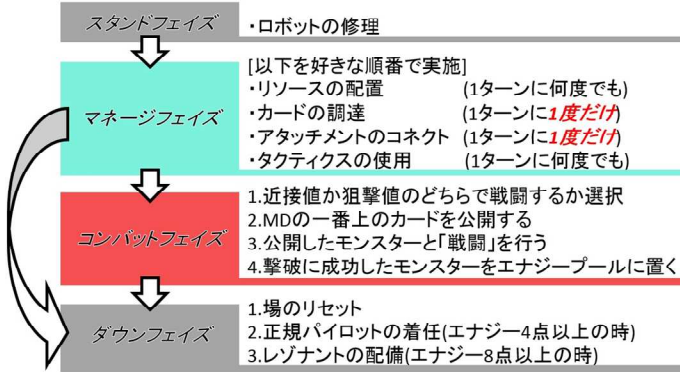 スタンドフェイズ
・ロボットの修理
マネージフェイズ
[以下を好きな順番で実施]
・リソースの配置 (1ターンに何度でも)
・カードの調達 (1ターンに1度だけ)
・アタッチメントのコネクト (1ターンに1度だけ)
・タクティクスの使用 (1ターンに何度でも)
コンバットフェイズ
1.近接値か狙撃値のどちらで戦闘するか選択
2.MDの一番上のカードを公開する
3.公開したモンスターと「戦闘」を行う
4.撃破に成功したモンスターをエナジープールに置く
ダウンフェイズ
1.場のリセット
2.正規パイロットの着任(エナジー4点以上の時)
3.レゾナントの配備(エナジー8点以上の時)